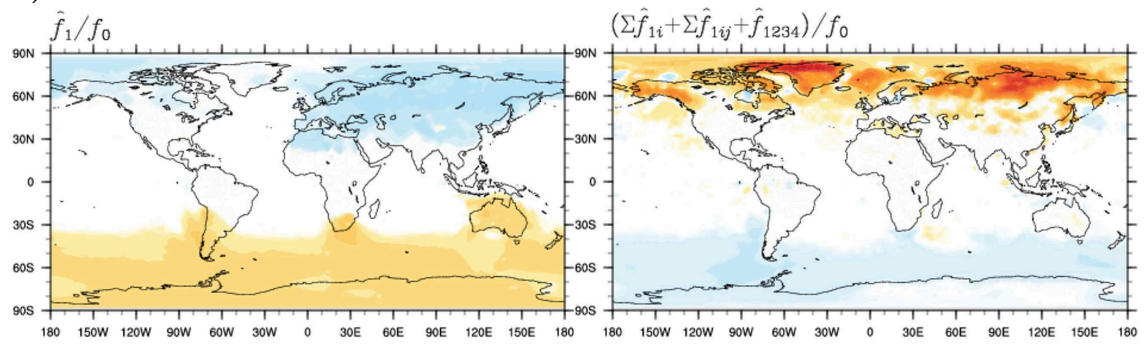 )
f̂₁/f₀
(Σf̂₁ᵢ+Σf̂₁ᵢⱼ+f̂₁₂₃₄)/f₀
90N 90N
60N 60N
30N 30N
0 0
30S 30S
60S 60S
90S 90S
180 150W 120W 90W 60W 30W 0 30E 60E 90E 120E 150E 180
180 150W 120W 90W 60W 30W 0 30E 60E 90E 120E 150E 180